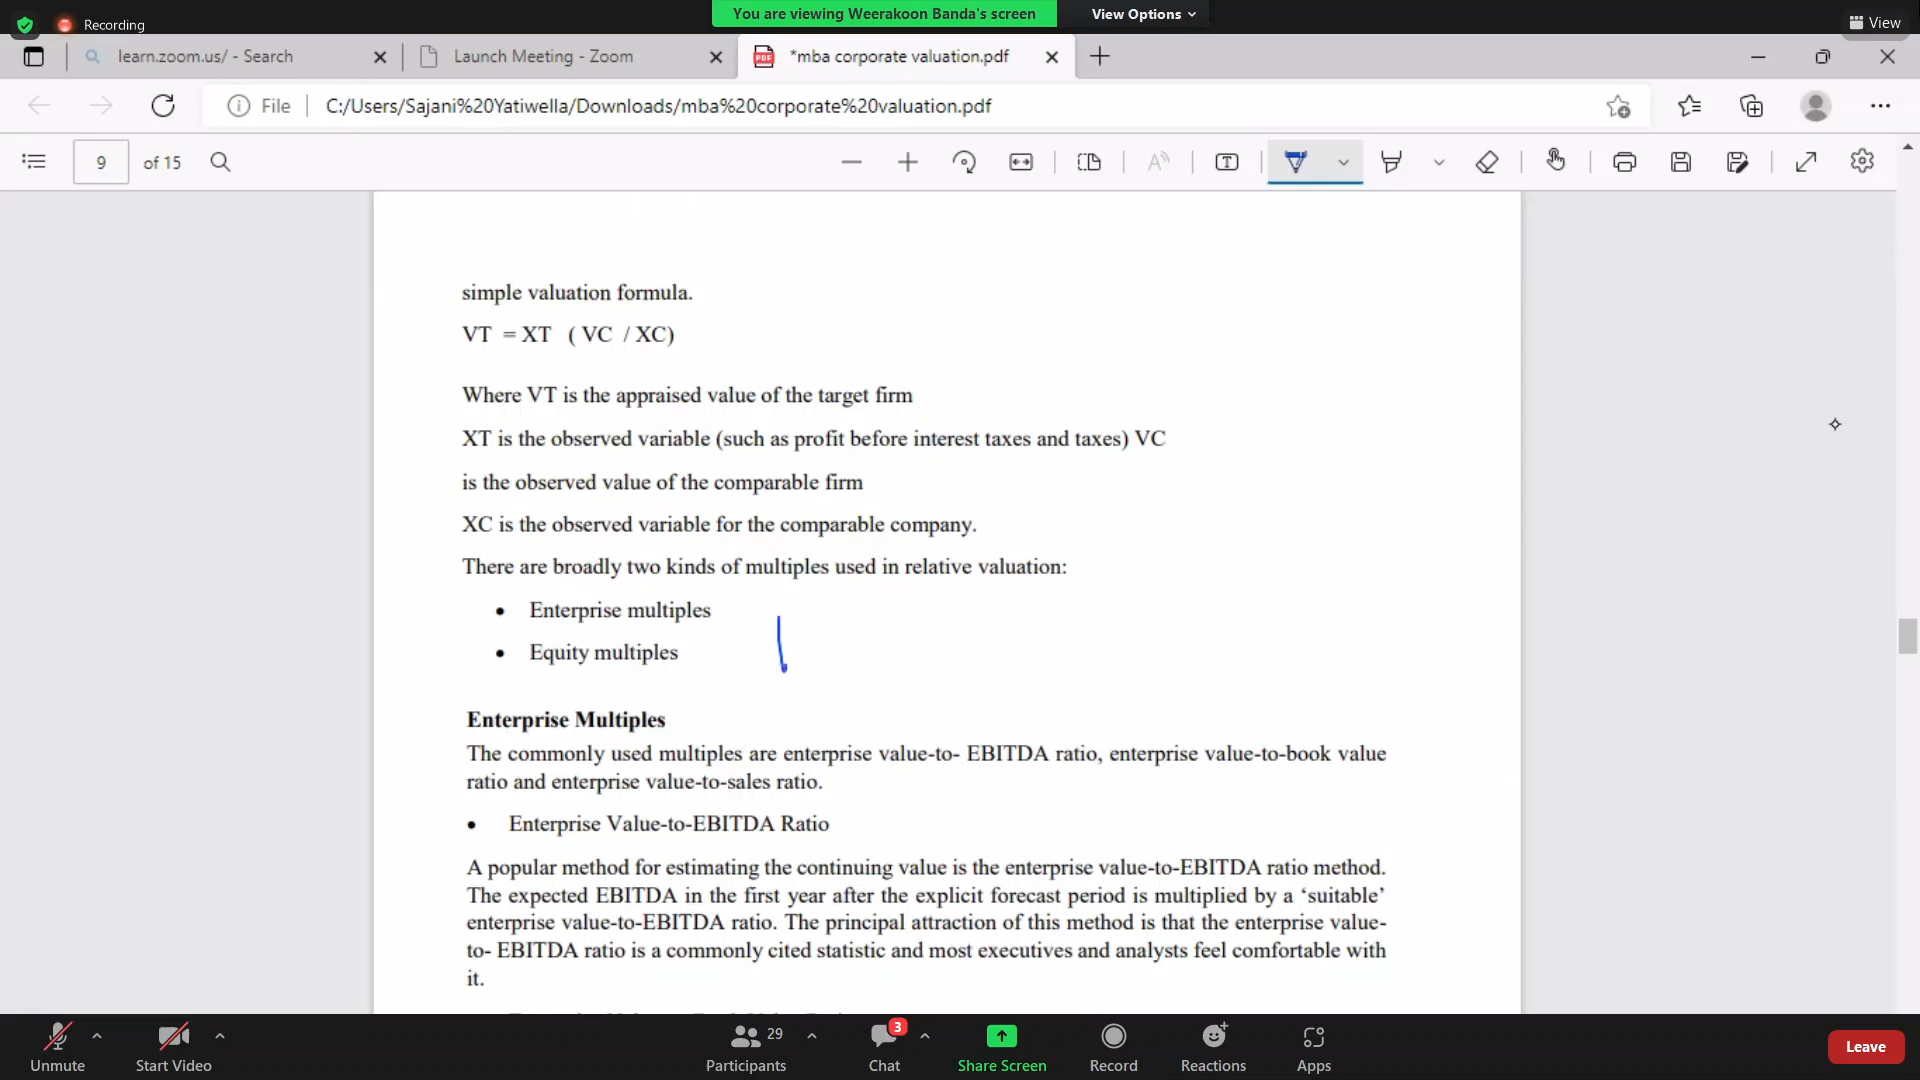 Recording
You are viewing Weerakoon Banda's screen
View Options
View
learn.zoom.us/ - Search
Launch Meeting - Zoom
*mba corporate valuation.pdf
File
C:/Users/Sajani%20Yatiwella/Downloads/mba%20corporate%20valuation.pdf
9 of 15
simple valuation formula.
VT = XT ( VC / XC)
Where VT is the appraised value of the target firm
XT is the observed variable (such as profit before interest taxes and taxes) VC
is the observed value of the comparable firm
XC is the observed variable for the comparable company.
There are broadly two kinds of multiples used in relative valuation:
• Enterprise multiples
• Equity multiples
Enterprise Multiples
The commonly used multiples are enterprise value-to- EBITDA ratio, enterprise value-to-book value
ratio and enterprise value-to-sales ratio.
• Enterprise Value-to-EBITDA Ratio
A popular method for estimating the continuing value is the enterprise value-to-EBITDA ratio method.
The expected EBITDA in the first year after the explicit forecast period is multiplied by a ‘suitable’
enterprise value-to-EBITDA ratio. The principal attraction of this method is that the enterprise value-
to- EBITDA ratio is a commonly cited statistic and most executives and analysts feel comfortable with
it.
Unmute
Start Video
29
Participants
3
Chat
Share Screen
Record
Reactions
Apps
Leave